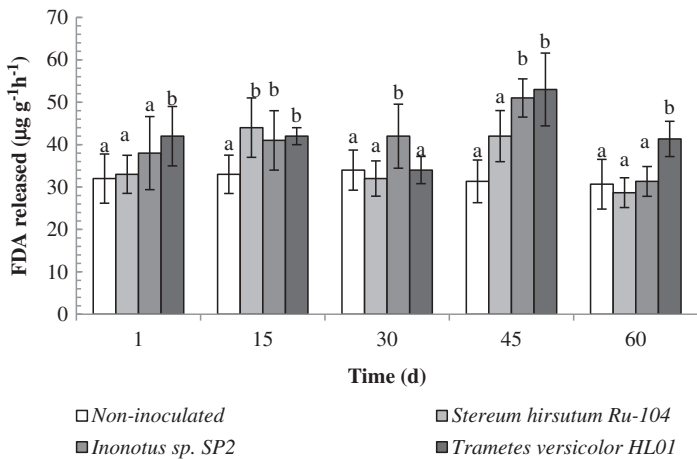 70
60
50
40
30
20
10
0
FDA released (µg g⁻¹h⁻¹)
a a a b
a b b b
a a b a
a a b b
a a a b
1 15 30 45 60
Time (d)
Non-inoculated Stereum hirsutum Ru-104
Inonotus sp. SP2 Trametes versicolor HL01